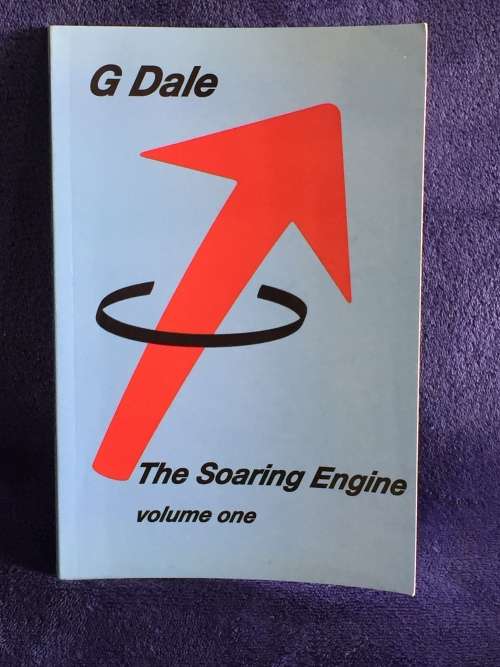 G Dale
The Soaring Engine
volume one